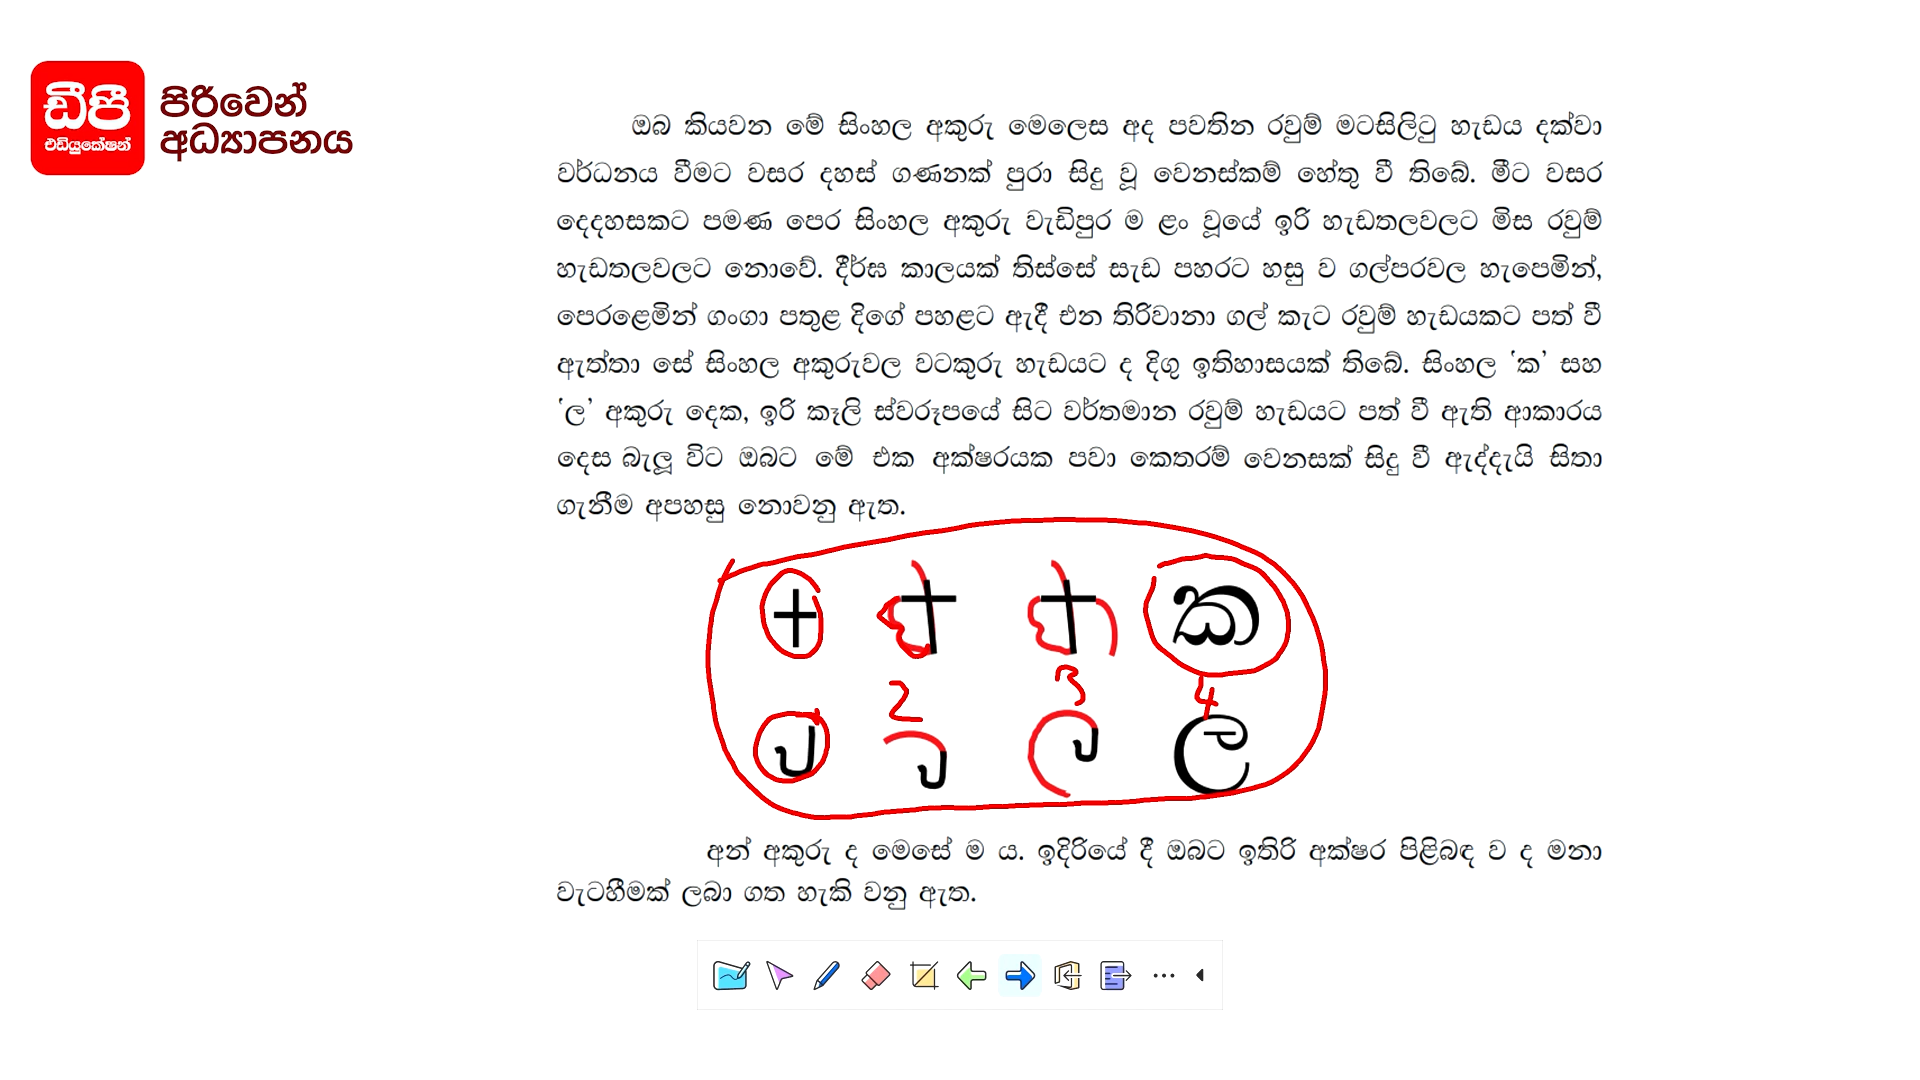 ඩීපී
එඩියුකේෂන්
පිරිවෙන්
අධ්‍යාපනය
ඔබ කියවන මේ සිංහල අකුරු මෙලෙස අද පවතින රවුම් මටසිලිටු හැඩය දක්වා
වර්ධනය වීමට වසර දහස් ගණනක් පුරා සිදු වූ වෙනස්කම් හේතු වී තිබේ. මීට වසර
දෙදහසකට පමණ පෙර සිංහල අකුරු වැඩිපුර ම ළං වූයේ ඉරි හැඩතලවලට මිස රවුම්
හැඩතලවලට නොවේ. දීර්ඝ කාලයක් තිස්සේ සැඩ පහරට හසු ව ගල්පරවල හැපෙමින්,
පෙරළෙමින් ගංගා පතුළ දිගේ පහළට ඇදී එන තිරිවානා ගල් කැට රවුම් හැඩයකට පත් වී
ඇත්තා සේ සිංහල අකුරුවල වටකුරු හැඩයට ද දිගු ඉතිහාසයක් තිබේ. සිංහල ‘ක’ සහ
‘ල’ අකුරු දෙක, ඉරි කෑලි ස්වරූපයේ සිට වර්තමාන රවුම් හැඩයට පත් වී ඇති ආකාරය
දෙස බැලූ විට ඔබට මේ එක අක්ෂරයක පවා කෙතරම් වෙනසක් සිදු වී ඇද්දැයි සිතා
ගැනීම අපහසු නොවනු ඇත.
ක
2 3 4
ල
අන් අකුරු ද මෙසේ ම ය. ඉදිරියේ දී ඔබට ඉතිරි අක්ෂර පිළිබඳ ව ද මනා
වැටහීමක් ලබා ගත හැකි වනු ඇත.